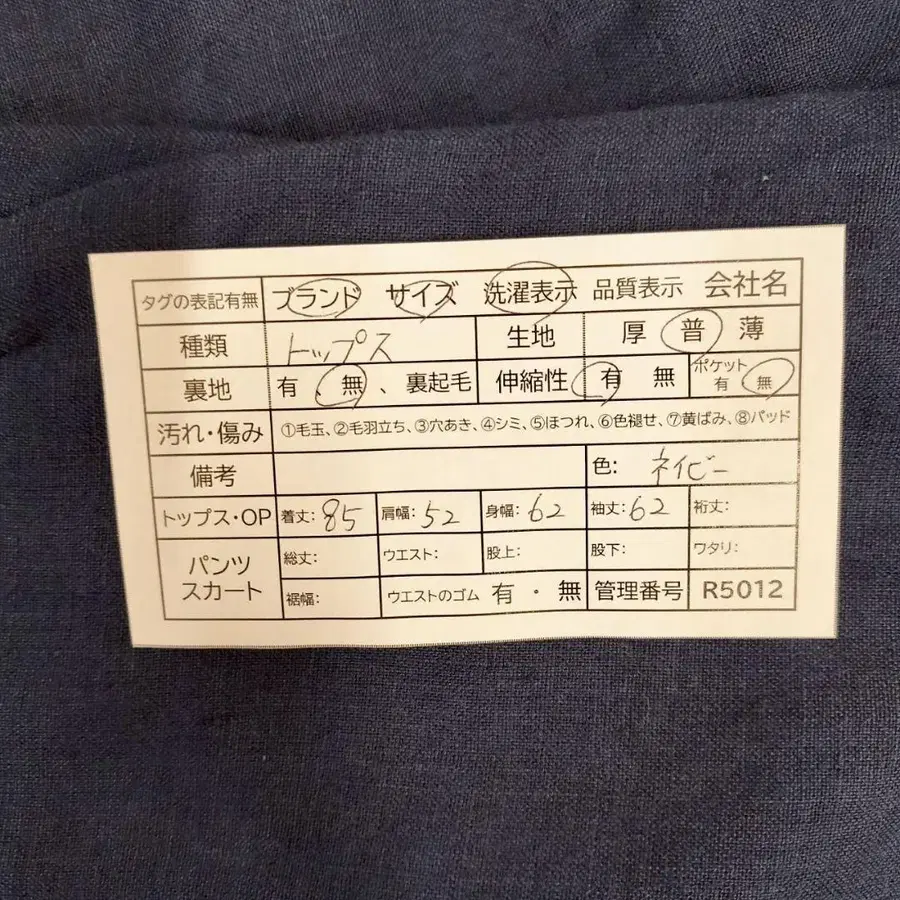 タグの表記有無 ブランド サイズ 洗濯表示 品質表示 会社名
種類 トップス 生地 厚 普 薄
裏地 有、無、裏起毛 伸縮性 有 無 ポケット 有 無
汚れ・傷み ①毛玉、②毛羽立ち、③穴あき、④シミ、⑤ほつれ、⑥色褪せ、⑦黄ばみ、⑧パッド
備考 色: ネイビー
トップス・OP 着丈: 85 肩幅: 52 身幅: 62 袖丈: 62 裄丈:
パンツ スカート 総丈: ウエスト: 股上: 股下: ワタリ:
裾幅: ウエストのゴム 有・無 管理番号 R5012